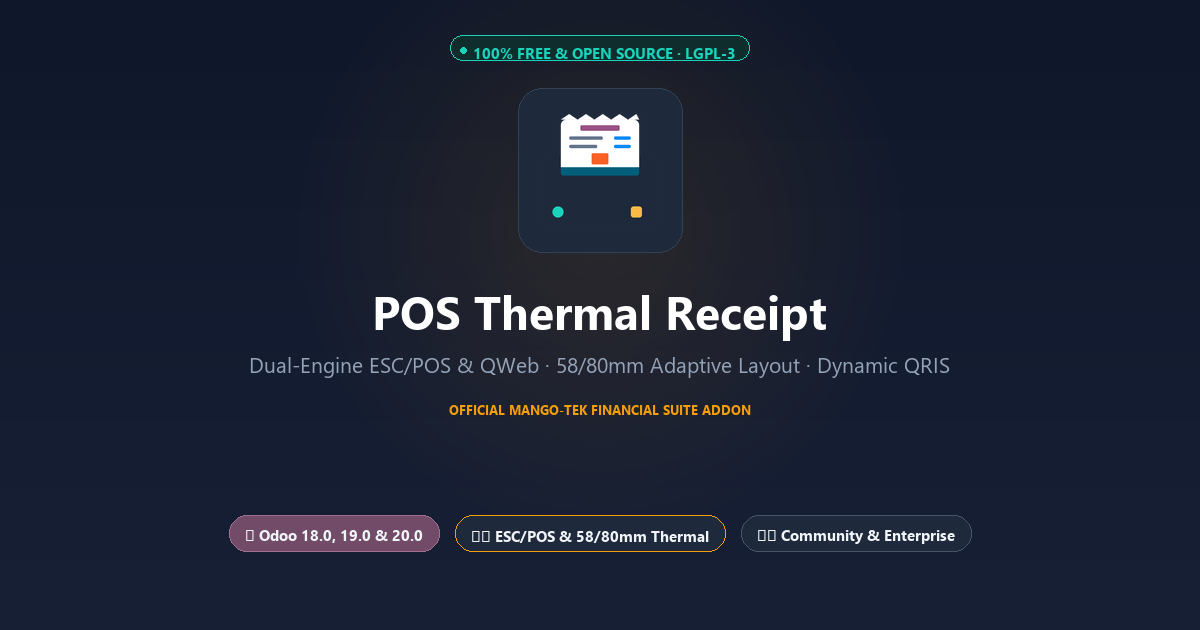 100% FREE & OPEN SOURCE · LGPL-3
POS Thermal Receipt
Dual-Engine ESC/POS & QWeb · 58/80mm Adaptive Layout · Dynamic QRIS
OFFICIAL MANGO-TEK FINANCIAL SUITE ADDON
Odoo 18.0, 19.0 & 20.0
ESC/POS & 58/80mm Thermal
Community & Enterprise